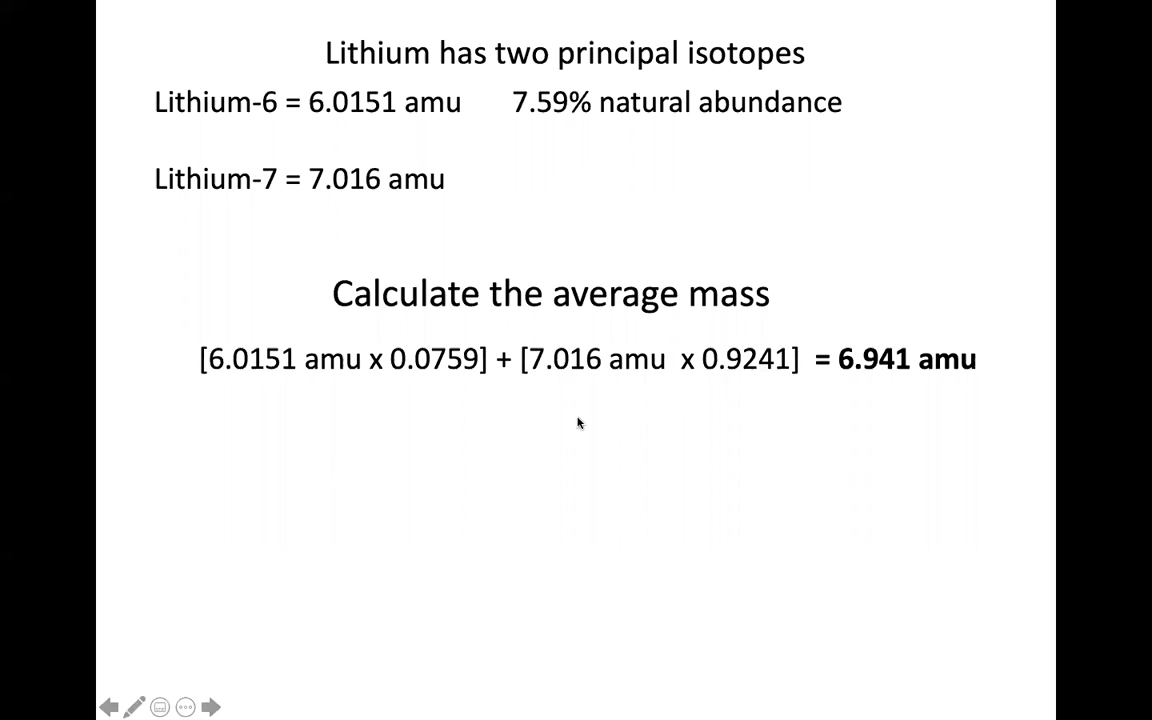 Lithium has two principal isotopes
Lithium-6 = 6.0151 amu 7.59% natural abundance
Lithium-7 = 7.016 amu
Calculate the average mass
[6.0151 amu x 0.0759] + [7.016 amu x 0.9241] = 6.941 amu